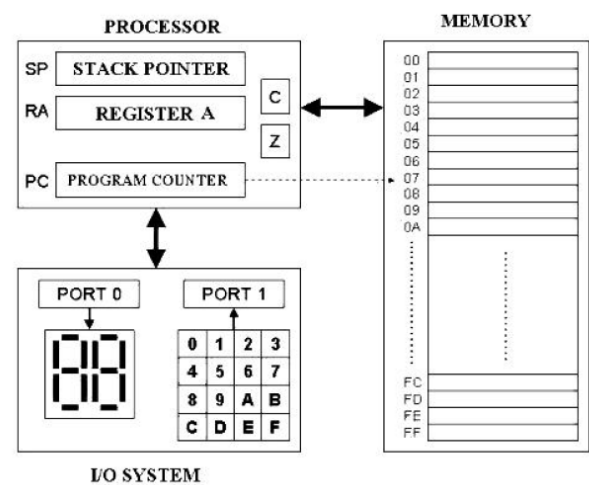 PROCESSOR
SP STACK POINTER
C
RA REGISTER A
Z
PC PROGRAM COUNTER
MEMORY
00
01
02
03
04
05
06
07
08
09
0A
FC
FD
FE
FF
PORT 0
PORT 1
0 1 2 3
4 5 6 7
8 9 A B
C D E F
I/O SYSTEM